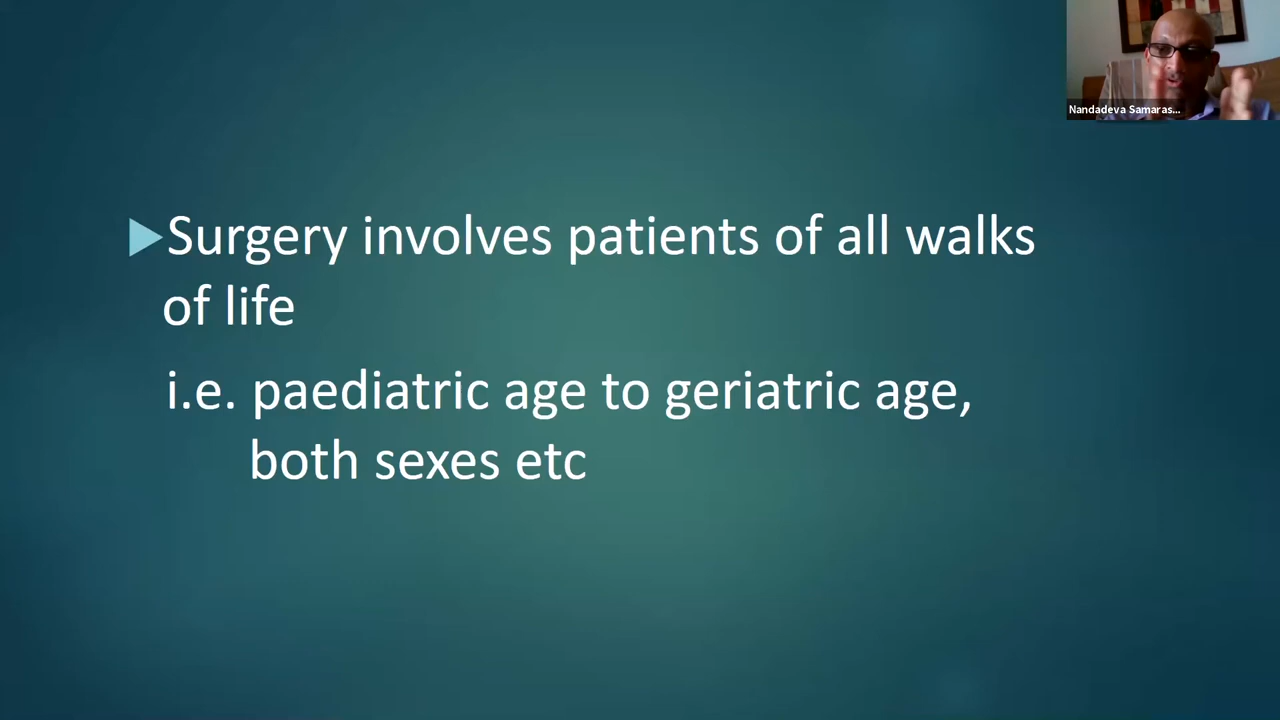 Nandadeva Samaras...
Surgery involves patients of all walks
of life
i.e. paediatric age to geriatric age,
both sexes etc